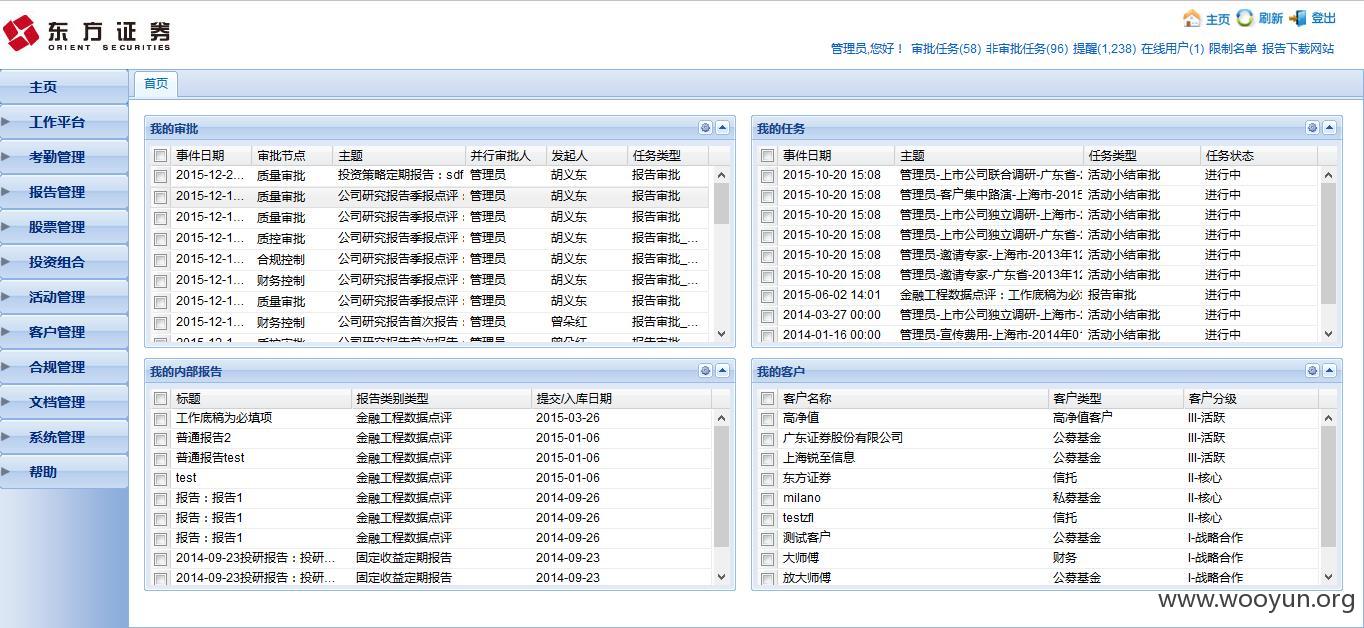 东方证券
ORIENT SECURITIES
主页 刷新 登出
管理员,您好！ 审批任务(58) 非审批任务(96) 提醒(1,238) 在线用户(1) 限制名单 报告下载网站
主页
工作平台
考勤管理
报告管理
股票管理
投资组合
活动管理
客户管理
合规管理
文档管理
系统管理
帮助
首页
我的审批
事件日期 审批节点 主题 并行审批人 发起人 任务类型
2015-12-2... 质量审批 投资策略定期报告：sdf 管理员 胡义东 报告审批
2015-12-1... 质量审批 公司研究报告季报点评： 管理员 胡义东 报告审批
2015-12-1... 质量审批 公司研究报告季报点评： 管理员 胡义东 报告审批
2015-12-1... 质控审批 公司研究报告季报点评： 管理员 胡义东 报告审批_...
2015-12-1... 合规控制 公司研究报告季报点评： 管理员 胡义东 报告审批_...
2015-12-1... 财务控制 公司研究报告季报点评： 管理员 胡义东 报告审批_...
2015-12-1... 质量审批 公司研究报告季报点评： 管理员 胡义东 报告审批
2015-12-1... 财务控制 公司研究报告首次报告： 管理员 曾朵红 报告审批_...
2015-12-1... 质控审批 公司研究报告首次报告： 管理员 曾朵红 报告审批_...
我的任务
事件日期 主题 任务类型 任务状态
2015-10-20 15:08 管理员-上市公司联合调研-广东省-2 活动小结审批 进行中
2015-10-20 15:08 管理员-客户集中路演-上海市-2015 活动小结审批 进行中
2015-10-20 15:08 管理员-上市公司独立调研-上海市-2 活动小结审批 进行中
2015-10-20 15:08 管理员-上市公司独立调研-广东省-2 活动小结审批 进行中
2015-10-20 15:08 管理员-邀请专家-上海市-2013年12 活动小结审批 进行中
2015-10-20 15:08 管理员-邀请专家-广东省-2013年12 活动小结审批 进行中
2015-06-02 14:01 金融工程数据点评：工作底稿为必 报告审批 进行中
2014-03-27 00:00 管理员-上市公司独立调研-上海市-2 活动小结审批 进行中
2014-01-16 00:00 管理员-宣传费用-上海市-2014年0 活动小结审批 进行中
我的内部报告
标题 报告类别类型 提交/入库日期
工作底稿为必填项 金融工程数据点评 2015-03-26
普通报告2 金融工程数据点评 2015-01-06
普通报告test 金融工程数据点评 2015-01-06
test 金融工程数据点评 2015-01-06
报告：报告1 金融工程数据点评 2014-09-26
报告：报告1 金融工程数据点评 2014-09-26
报告：报告1 金融工程数据点评 2014-09-26
2014-09-23投研报告：投研... 固定收益定期报告 2014-09-23
2014-09-23投研报告：投研... 固定收益定期报告 2014-09-23
我的客户
客户名称 客户类型 客户分级
高净值 高净值客户 III-活跃
广东证券股份有限公司 公募基金 III-活跃
上海锐至信息 公募基金 III-活跃
东方证券 信托 II-核心
milano 私募基金 II-核心
testzfl 信托 II-核心
测试客户 公募基金 I-战略合作
大师傅 财务 I-战略合作
放大师傅 公募基金 I-战略合作
www.wooyun.org